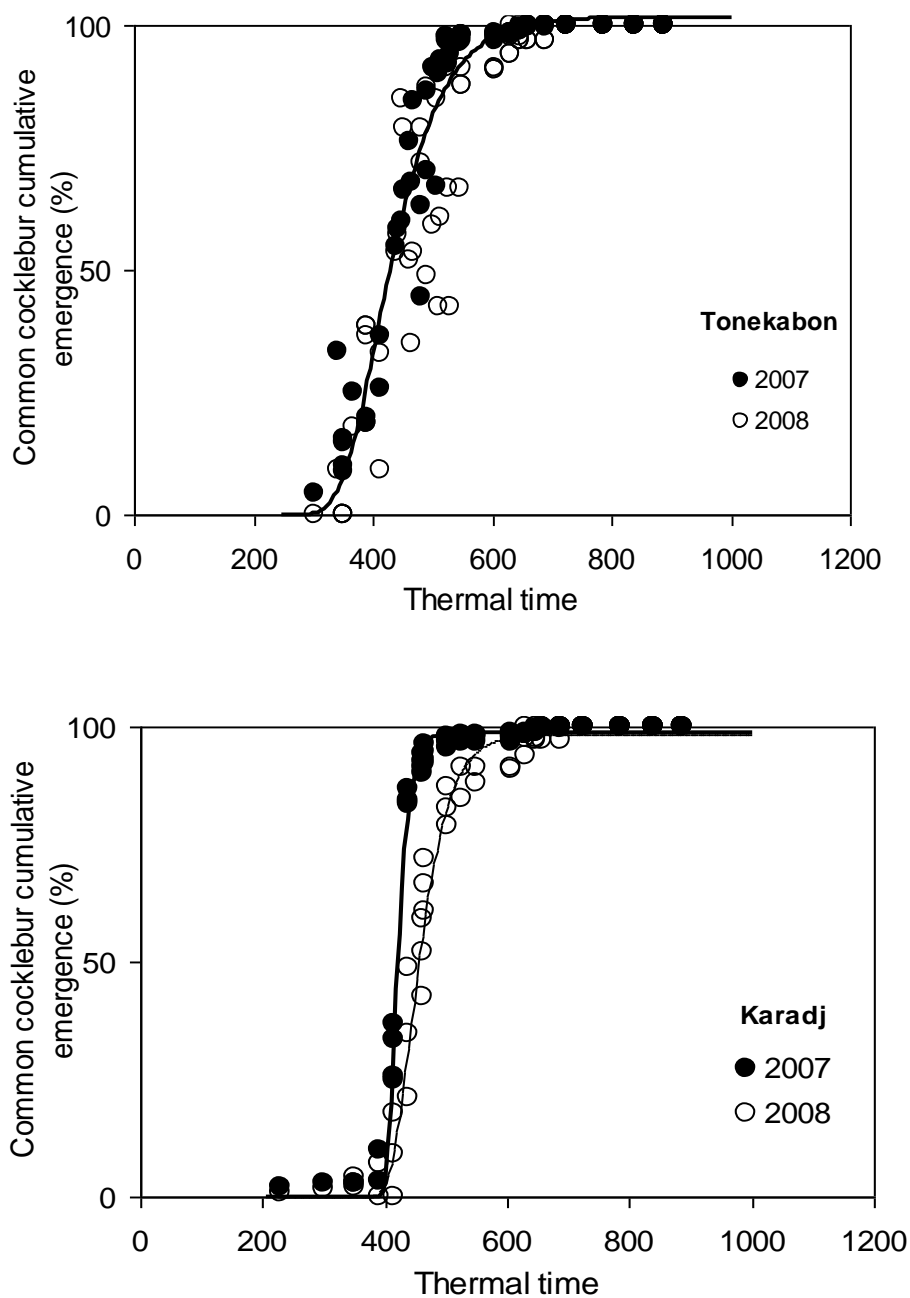 Common cocklebur cumulative
emergence (%)
100
50
0
0 200 400 600 800 1000 1200
Thermal time
Tonekabon
2007
2008
Common cocklebur cumulative
emergence (%)
100
50
0
0 200 400 600 800 1000 1200
Thermal time
Karadj
2007
2008